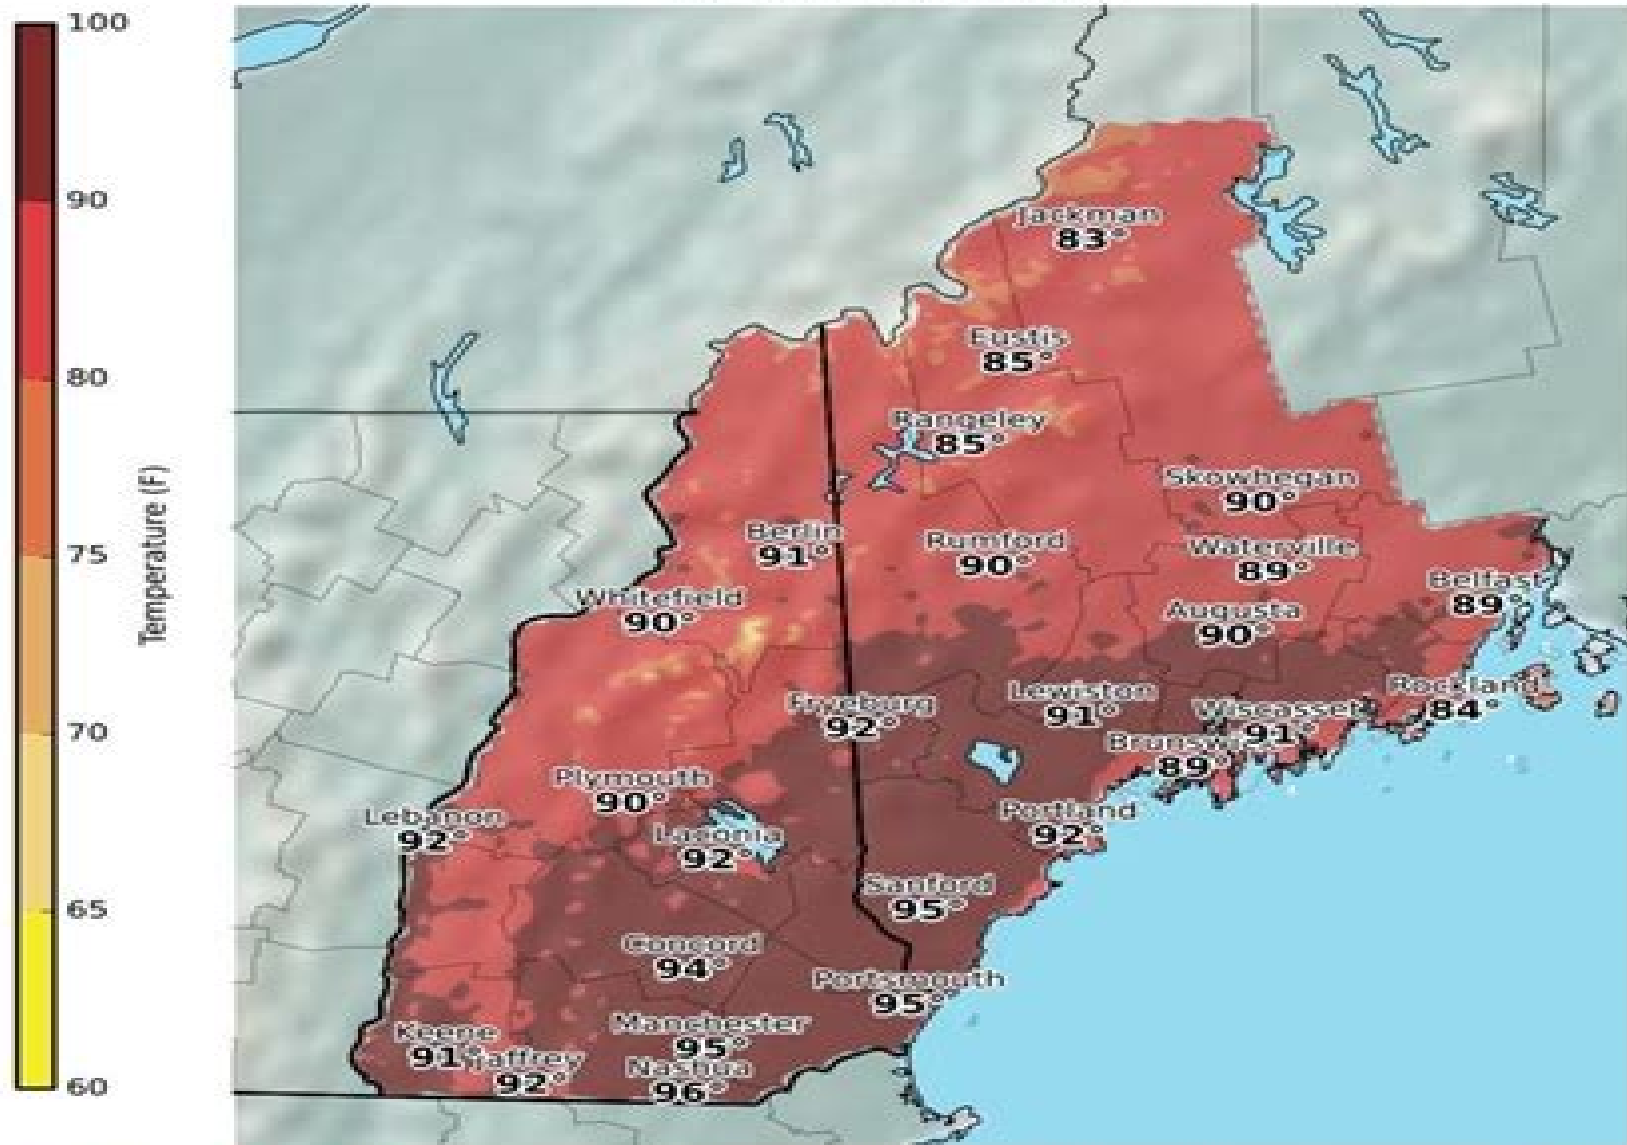 100
90
80
75
70
65
60
Temperature (F)
Jackman
83°
Eustis
85°
Rangeley
85°
Skowhegan
90°
Berlin
91°
Rumford
90°
Waterville
89°
Belfast
89°
Whitefield
90°
Augusta
90°
Fryeburg
92°
Lewiston
91°
Wiscasset
91°
Rockland
84°
Brunswick
89°
Plymouth
90°
Lebanon
92°
Laconia
92°
Portland
92°
Sanford
95°
Concord
94°
Portsmouth
95°
Keene
91°
Jaffrey
92°
Manchester
95°
Nashua
96°